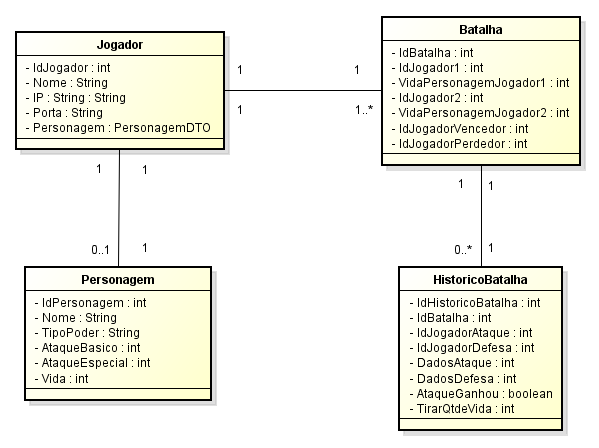 Jogador
- IdJogador : int
- Nome : String
- IP : String : String
- Porta : String
- Personagem : PersonagemDTO
1
1
1
1..*
Batalha
- IdBatalha : int
- IdJogador1 : int
- VidaPersonagemJogador1 : int
- IdJogador2 : int
- VidaPersonagemJogador2 : int
- IdJogadorVencedor : int
- IdJogadorPerdedor : int
1
1
0..1
1
1
1
0..*
1
Personagem
- IdPersonagem : int
- Nome : String
- TipoPoder : String
- AtaqueBasico : int
- AtaqueEspecial : int
- Vida : int
HistoricoBatalha
- IdHistoricoBatalha : int
- IdBatalha : int
- IdJogadorAtaque : int
- IdJogadorDefesa : int
- DadosAtaque : int
- DadosDefesa : int
- AtaqueGanhou : boolean
- TirarQtdeVida : int